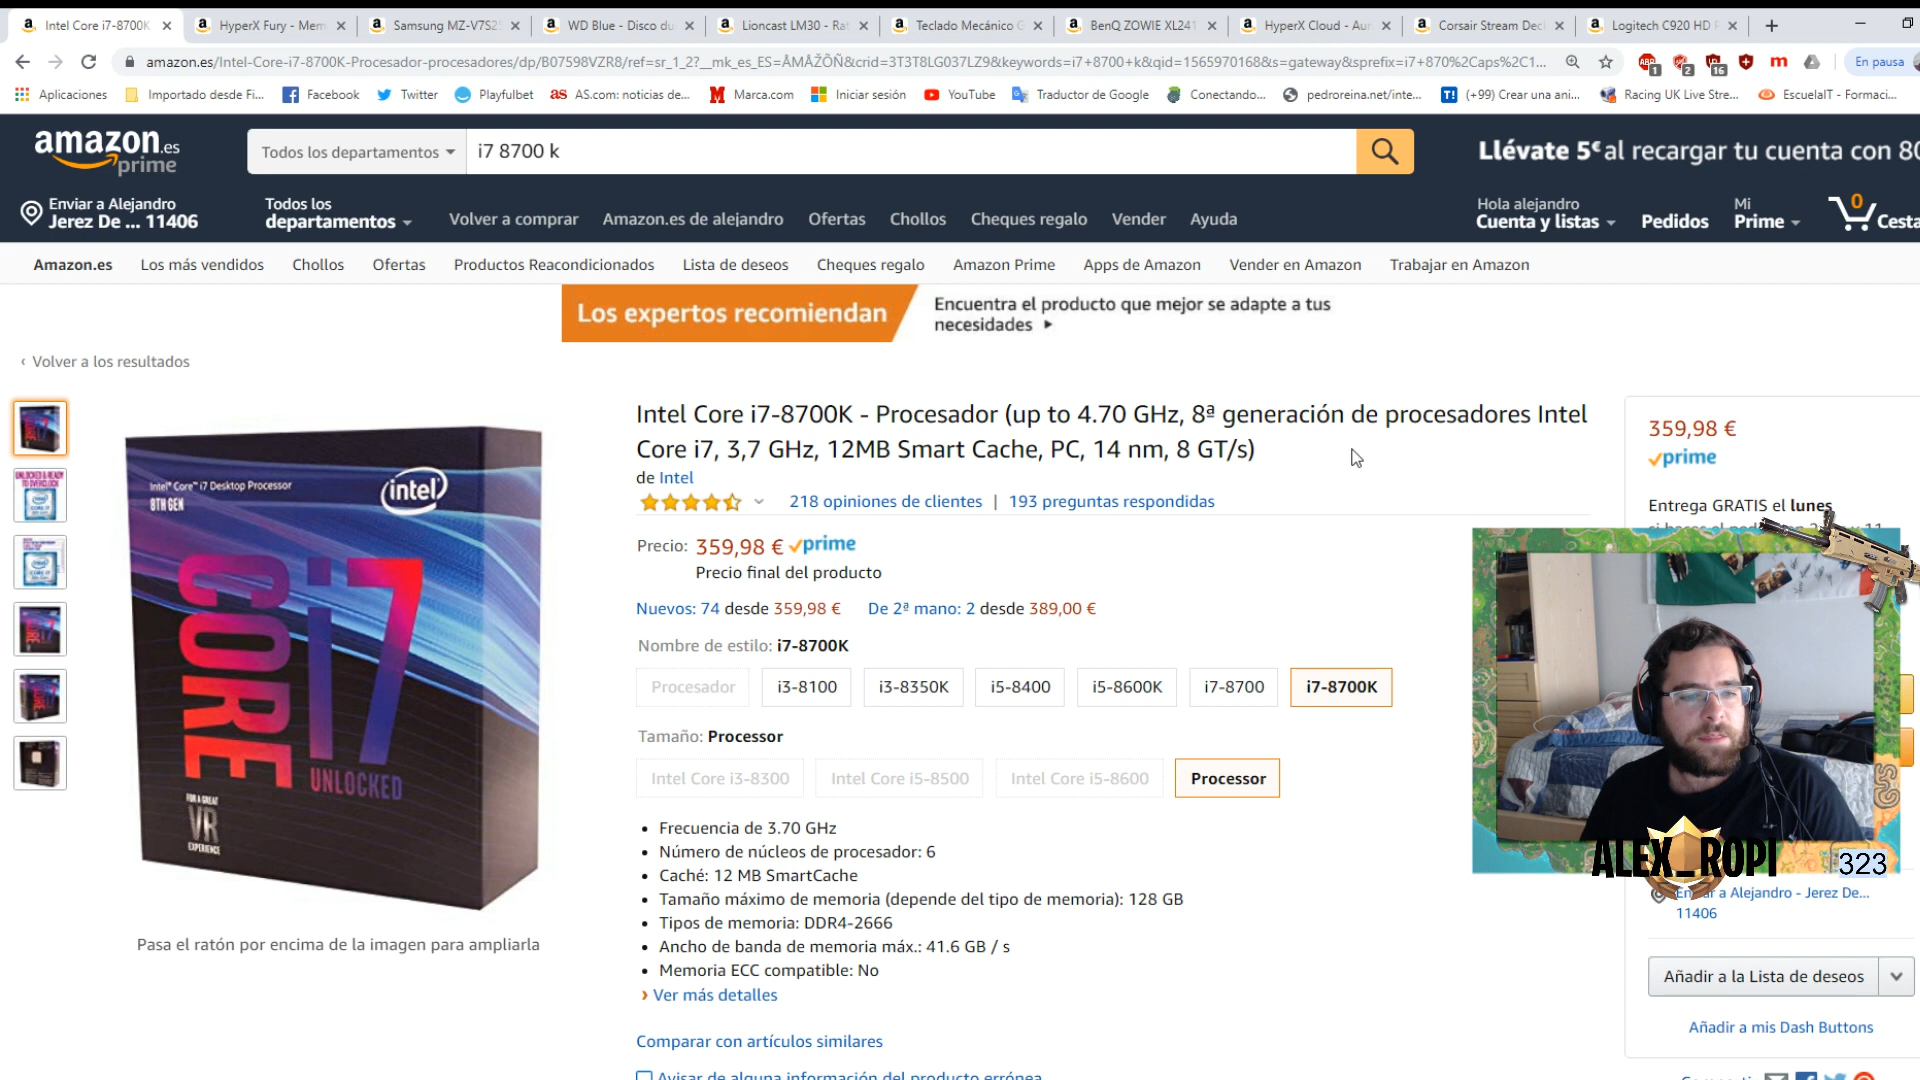 Intel Core i7-8700K
HyperX Fury - Mem
Samsung MZ-V7S2
WD Blue - Disco du
Lioncast LM30 - Rat
Teclado Mecánico G
BenQ ZOWIE XL241
HyperX Cloud - Aur
Corsair Stream Dec
Logitech C920 HD P
amazon.es/Intel-Core-i7-8700K-Procesador-procesadores/dp/B07598VZR8/ref=sr_1_2?__mk_es_ES=ÅMÅŽÕÑ&crid=3T3T8LG037LZ9&keywords=i7+8700+k&qid=1565970168&s=gateway&sprefix=i7+870%2Caps%2C1...
1
2
16
En pausa
Aplicaciones
Importado desde Fi...
Facebook
Twitter
Playfulbet
AS.com: noticias de...
Marca.com
Iniciar sesión
YouTube
Traductor de Google
Conectando...
pedroreina.net/inte...
(+99) Crear una ani...
Racing UK Live Stre...
EscuelaIT - Formaci...
amazon.es
prime
Todos los departamentos
i7 8700 k
Llévate 5€ al recargar tu cuenta con 80
Enviar a Alejandro
Jerez De ... 11406
Todos los
departamentos
Volver a comprar
Amazon.es de alejandro
Ofertas
Chollos
Cheques regalo
Vender
Ayuda
Hola alejandro
Cuenta y listas
Pedidos
Mi
Prime
0
Cesta
Amazon.es
Los más vendidos
Chollos
Ofertas
Productos Reacondicionados
Lista de deseos
Cheques regalo
Amazon Prime
Apps de Amazon
Vender en Amazon
Trabajar en Amazon
Los expertos recomiendan
Encuentra el producto que mejor se adapte a tus
necesidades
‹ Volver a los resultados
Intel® Core™ i7 Desktop Processor
8TH GEN
intel
CORE i7
UNLOCKED
FOR A GREAT
VR
EXPERIENCE
Pasa el ratón por encima de la imagen para ampliarla
Intel Core i7-8700K - Procesador (up to 4.70 GHz, 8ª generación de procesadores Intel
Core i7, 3,7 GHz, 12MB Smart Cache, PC, 14 nm, 8 GT/s)
de Intel
218 opiniones de clientes | 193 preguntas respondidas
Precio: 359,98 € prime
Precio final del producto
Nuevos: 74 desde 359,98 €
De 2ª mano: 2 desde 389,00 €
Nombre de estilo: i7-8700K
Procesador
i3-8100
i3-8350K
i5-8400
i5-8600K
i7-8700
i7-8700K
Tamaño: Processor
Intel Core i3-8300
Intel Core i5-8500
Intel Core i5-8600
Processor
• Frecuencia de 3.70 GHz
• Número de núcleos de procesador: 6
• Caché: 12 MB SmartCache
• Tamaño máximo de memoria (depende del tipo de memoria): 128 GB
• Tipos de memoria: DDR4-2666
• Ancho de banda de memoria máx.: 41.6 GB / s
• Memoria ECC compatible: No
› Ver más detalles
Comparar con artículos similares
Avisar de alguna información del producto errónea
359,98 €
prime
Entrega GRATIS el lunes
ALEX_ROPI
323
a Alejandro - Jerez De...
11406
Añadir a la Lista de deseos
Añadir a mis Dash Buttons